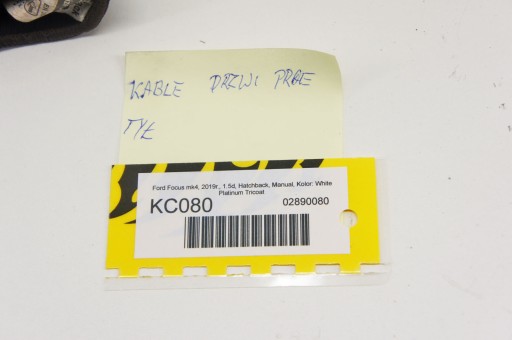 KABLE DRZWI PRAE
TYŁ
Ford Focus mk4, 2019r., 1.5d, Hatchback, Manual, Kolor: White
Platinum Tricoat
KC080 02890080